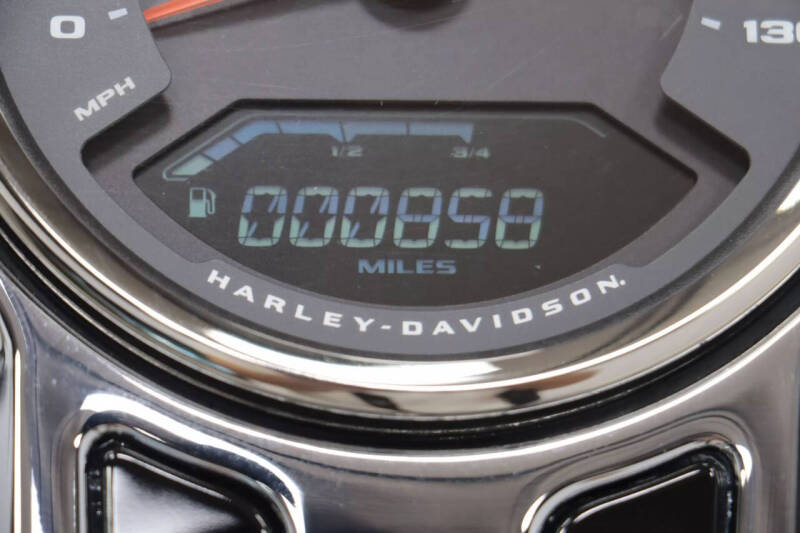 0
130
MPH
1/2 3/4
000858
MILES
HARLEY-DAVIDSON.